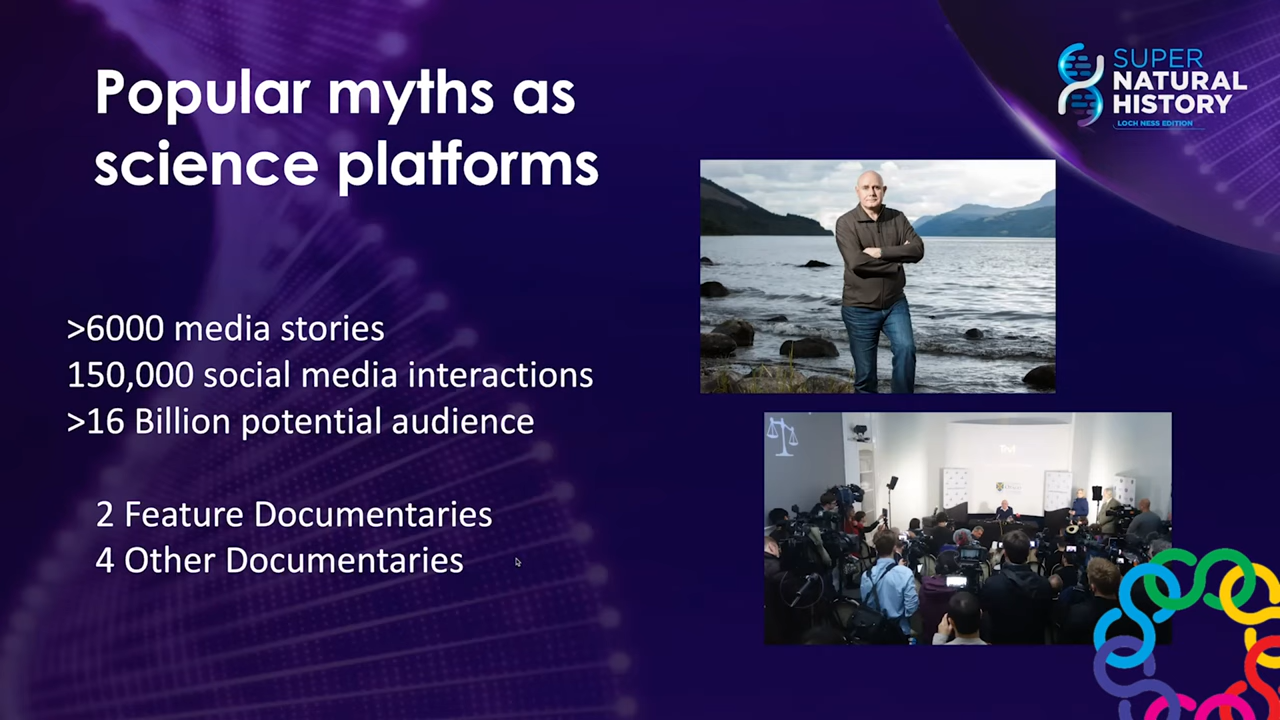 Popular myths as
science platforms
SUPER
NATURAL
HISTORY
LOCH NESS EDITION
>6000 media stories
150,000 social media interactions
>16 Billion potential audience
2 Feature Documentaries
4 Other Documentaries